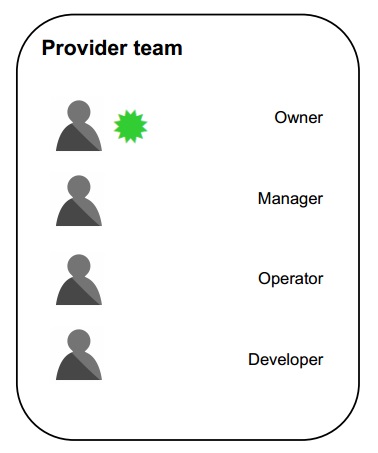 Provider team
Owner
Manager
Operator
Developer